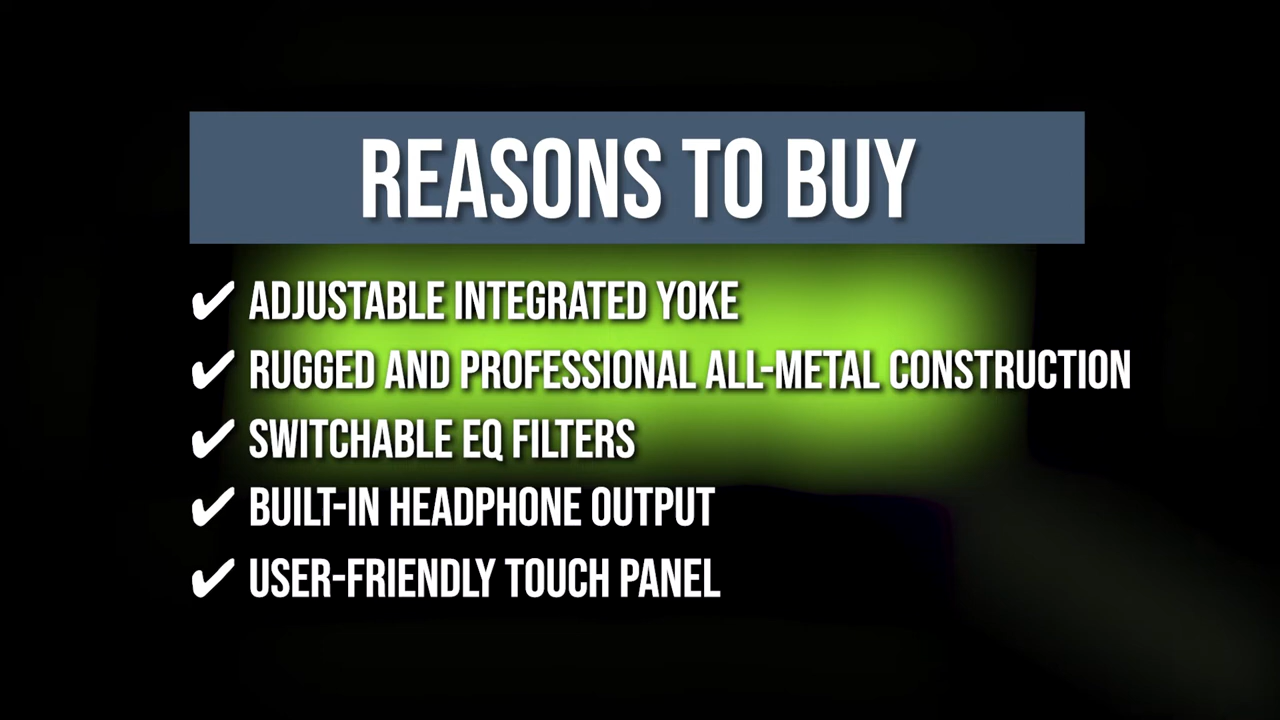 REASONS TO BUY
✔ ADJUSTABLE INTEGRATED YOKE
✔ RUGGED AND PROFESSIONAL ALL-METAL CONSTRUCTION
✔ SWITCHABLE EQ FILTERS
✔ BUILT-IN HEADPHONE OUTPUT
✔ USER-FRIENDLY TOUCH PANEL